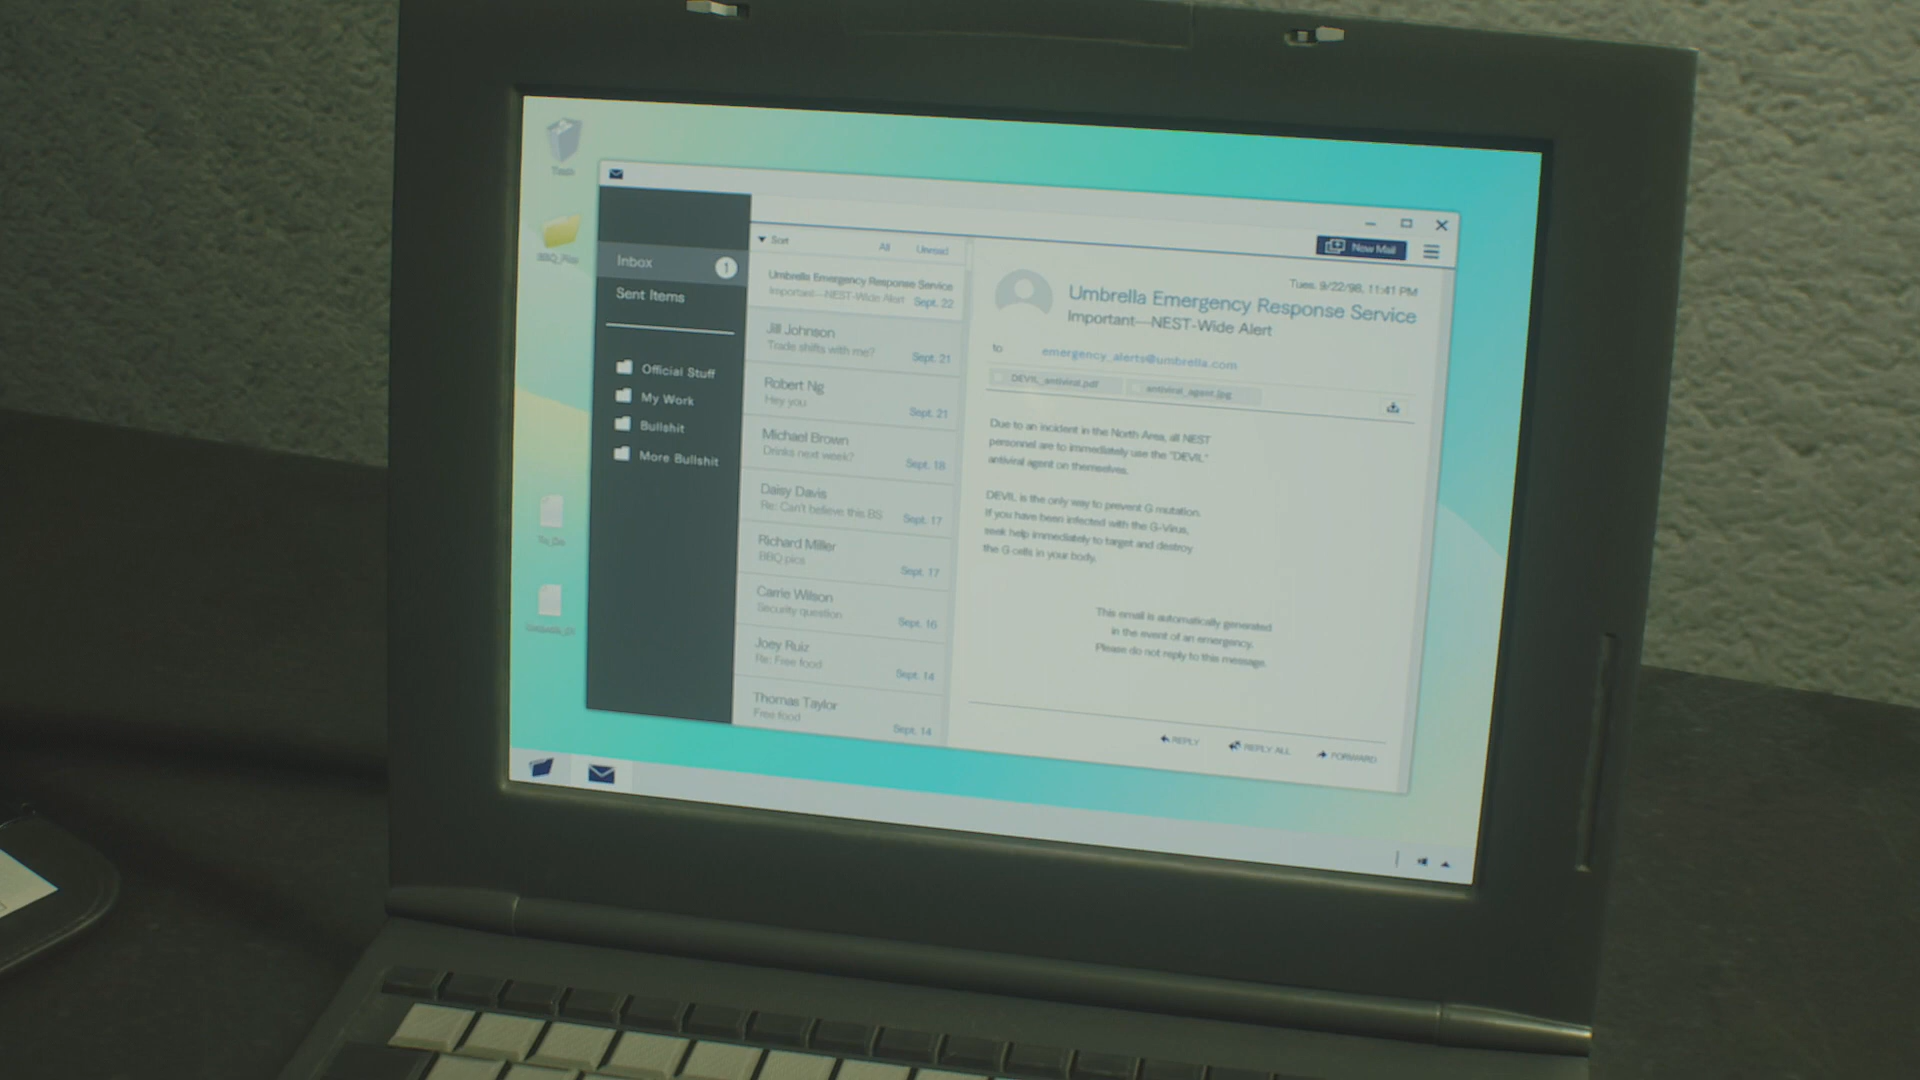 Trash
BBQ_Pics
To_Do
Inbox
1
Sent Items
Official Stuff
My Work
Bullshit
More Bullshit
Sort
All
Unread
Umbrella Emergency Response Service
Important—NEST-Wide Alert
Sept. 22
Jill Johnson
Trade shifts with me?
Sept. 21
Robert Ng
Hey you
Sept. 21
Michael Brown
Drinks next week?
Sept. 18
Daisy Davis
Re: Can't believe this BS
Sept. 17
Richard Miller
BBQ pics
Sept. 17
Carrie Wilson
Security question
Sept. 16
Joey Ruiz
Re: Free food
Sept. 14
Thomas Taylor
Free food
Sept. 14
New Mail
Tues. 9/22/98, 11:41 PM
Umbrella Emergency Response Service
Important—NEST-Wide Alert
to
emergency_alerts@umbrella.com
DEVIL_antiviral.pdf
antiviral_agent.jpg
Due to an incident in the North Area, all NEST
personnel are to immediately use the "DEVIL"
antiviral agent on themselves.
DEVIL is the only way to prevent G mutation.
If you have been infected with the G-Virus,
seek help immediately to target and destroy
the G cells in your body.
This email is automatically generated
in the event of an emergency.
Please do not reply to this message.
REPLY
REPLY ALL
FORWARD